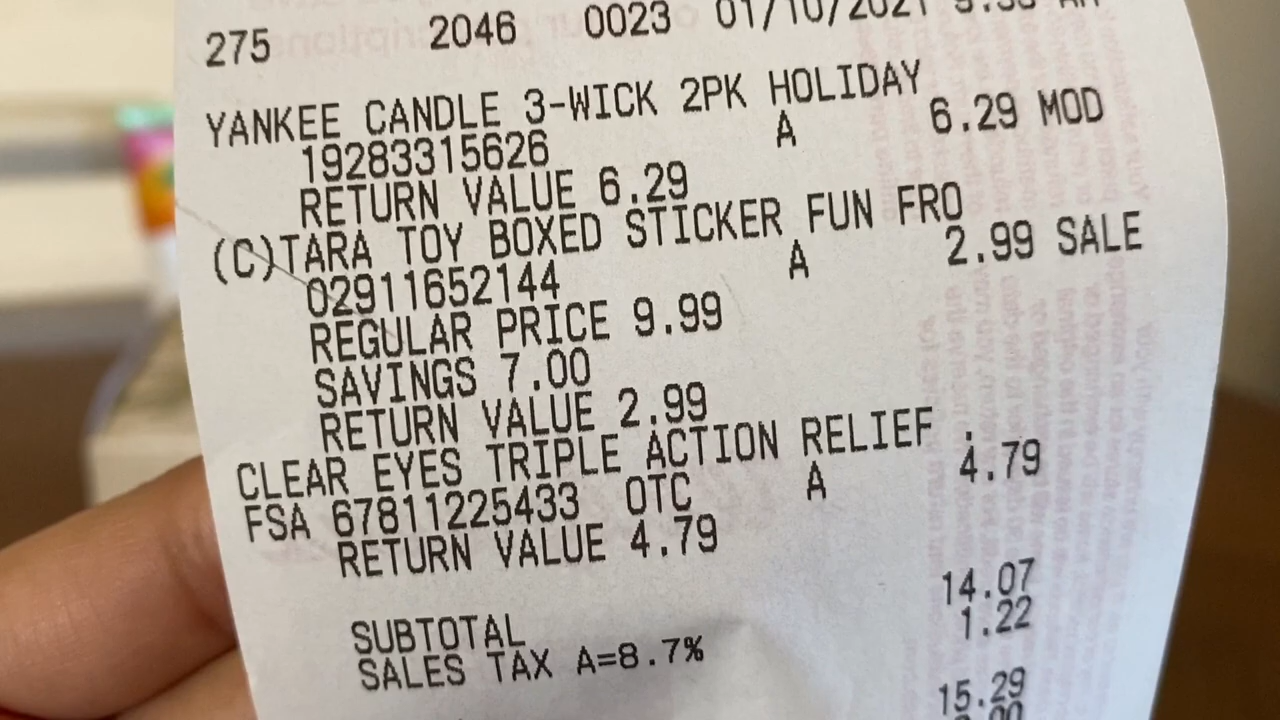 275 2046 0023 01/10/2021
YANKEE CANDLE 3-WICK 2PK HOLIDAY
19283315626 A 6.29 MOD
RETURN VALUE 6.29
(C)TARA TOY BOXED STICKER FUN FRO
02911652144 A 2.99 SALE
REGULAR PRICE 9.99
SAVINGS 7.00
RETURN VALUE 2.99
CLEAR EYES TRIPLE ACTION RELIEF .
FSA 67811225433 OTC A 4.79
RETURN VALUE 4.79
SUBTOTAL 14.07
SALES TAX A=8.7% 1.22
15.29